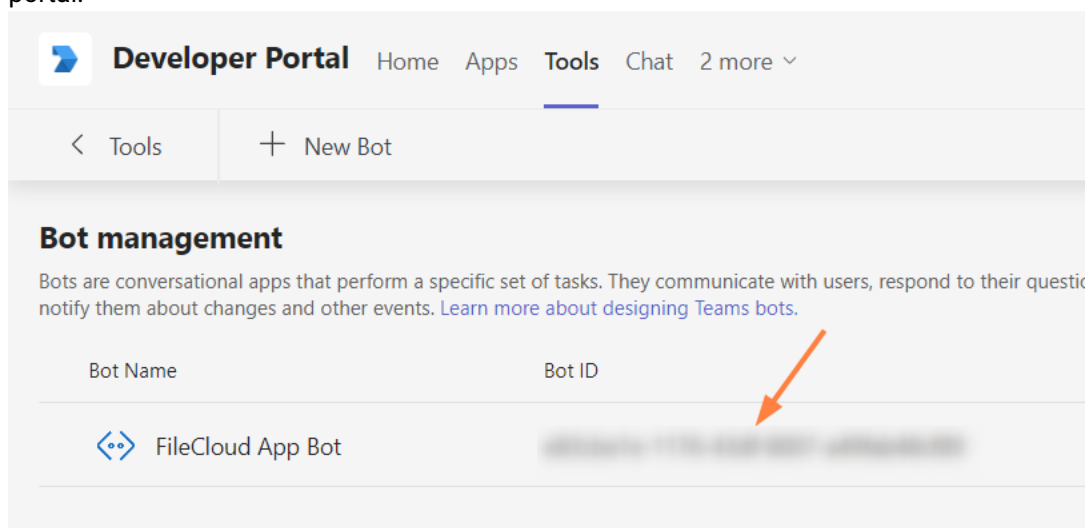 portal.
Developer Portal Home Apps Tools Chat 2 more
Tools New Bot
Bot management
Bots are conversational apps that perform a specific set of tasks. They communicate with users, respond to their
notify them about changes and other events. Learn more about designing Teams bots.
Bot Name Bot ID
FileCloud App Bot